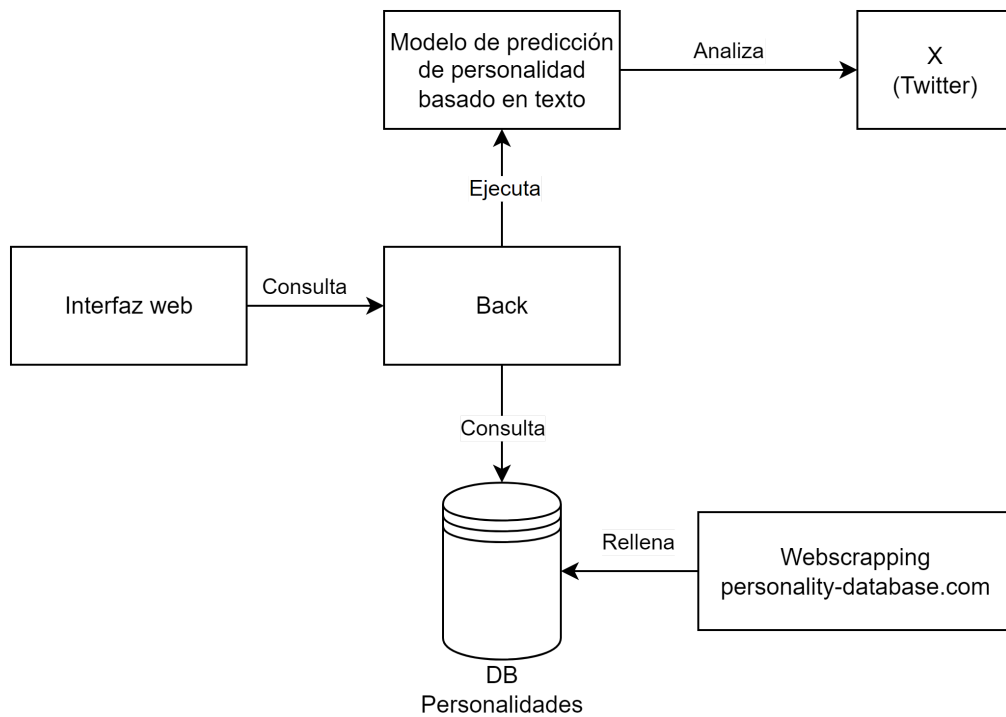 Modelo de predicción
de personalidad
basado en texto
Analiza
X
(Twitter)
Ejecuta
Interfaz web
Consulta
Back
Consulta
Rellena
Webscrapping
personality-database.com
DB
Personalidades